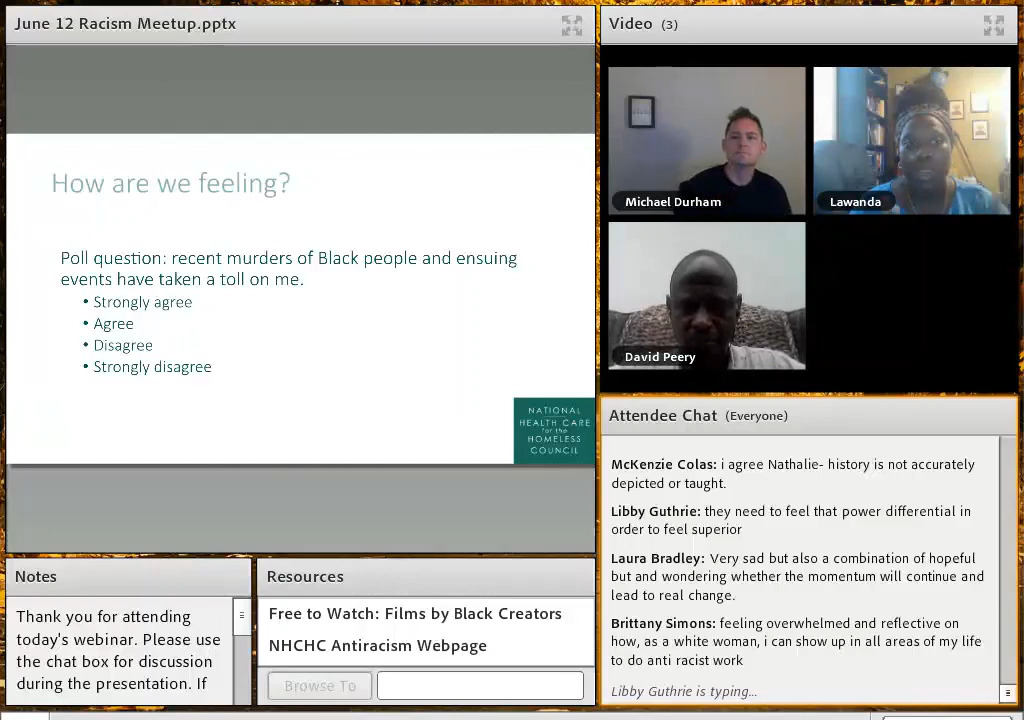 June 12 Racism Meetup.pptx
How are we feeling?
Poll question: recent murders of Black people and ensuing
events have taken a toll on me.
• Strongly agree
• Agree
• Disagree
• Strongly disagree
NATIONAL
HEALTH CARE
for the
HOMELESS
COUNCIL
Video (3)
Michael Durham
Lawanda
David Peery
Attendee Chat (Everyone)
McKenzie Colas: i agree Nathalie- history is not accurately
depicted or taught.
Libby Guthrie: they need to feel that power differential in
order to feel superior
Laura Bradley: Very sad but also a combination of hopeful
but and wondering whether the momentum will continue and
lead to real change.
Brittany Simons: feeling overwhelmed and reflective on
how, as a white woman, i can show up in all areas of my life
to do anti racist work
Libby Guthrie is typing...
Notes
Thank you for attending
today's webinar. Please use
the chat box for discussion
during the presentation. If
Resources
Free to Watch: Films by Black Creators
NHCHC Antiracism Webpage
Browse To